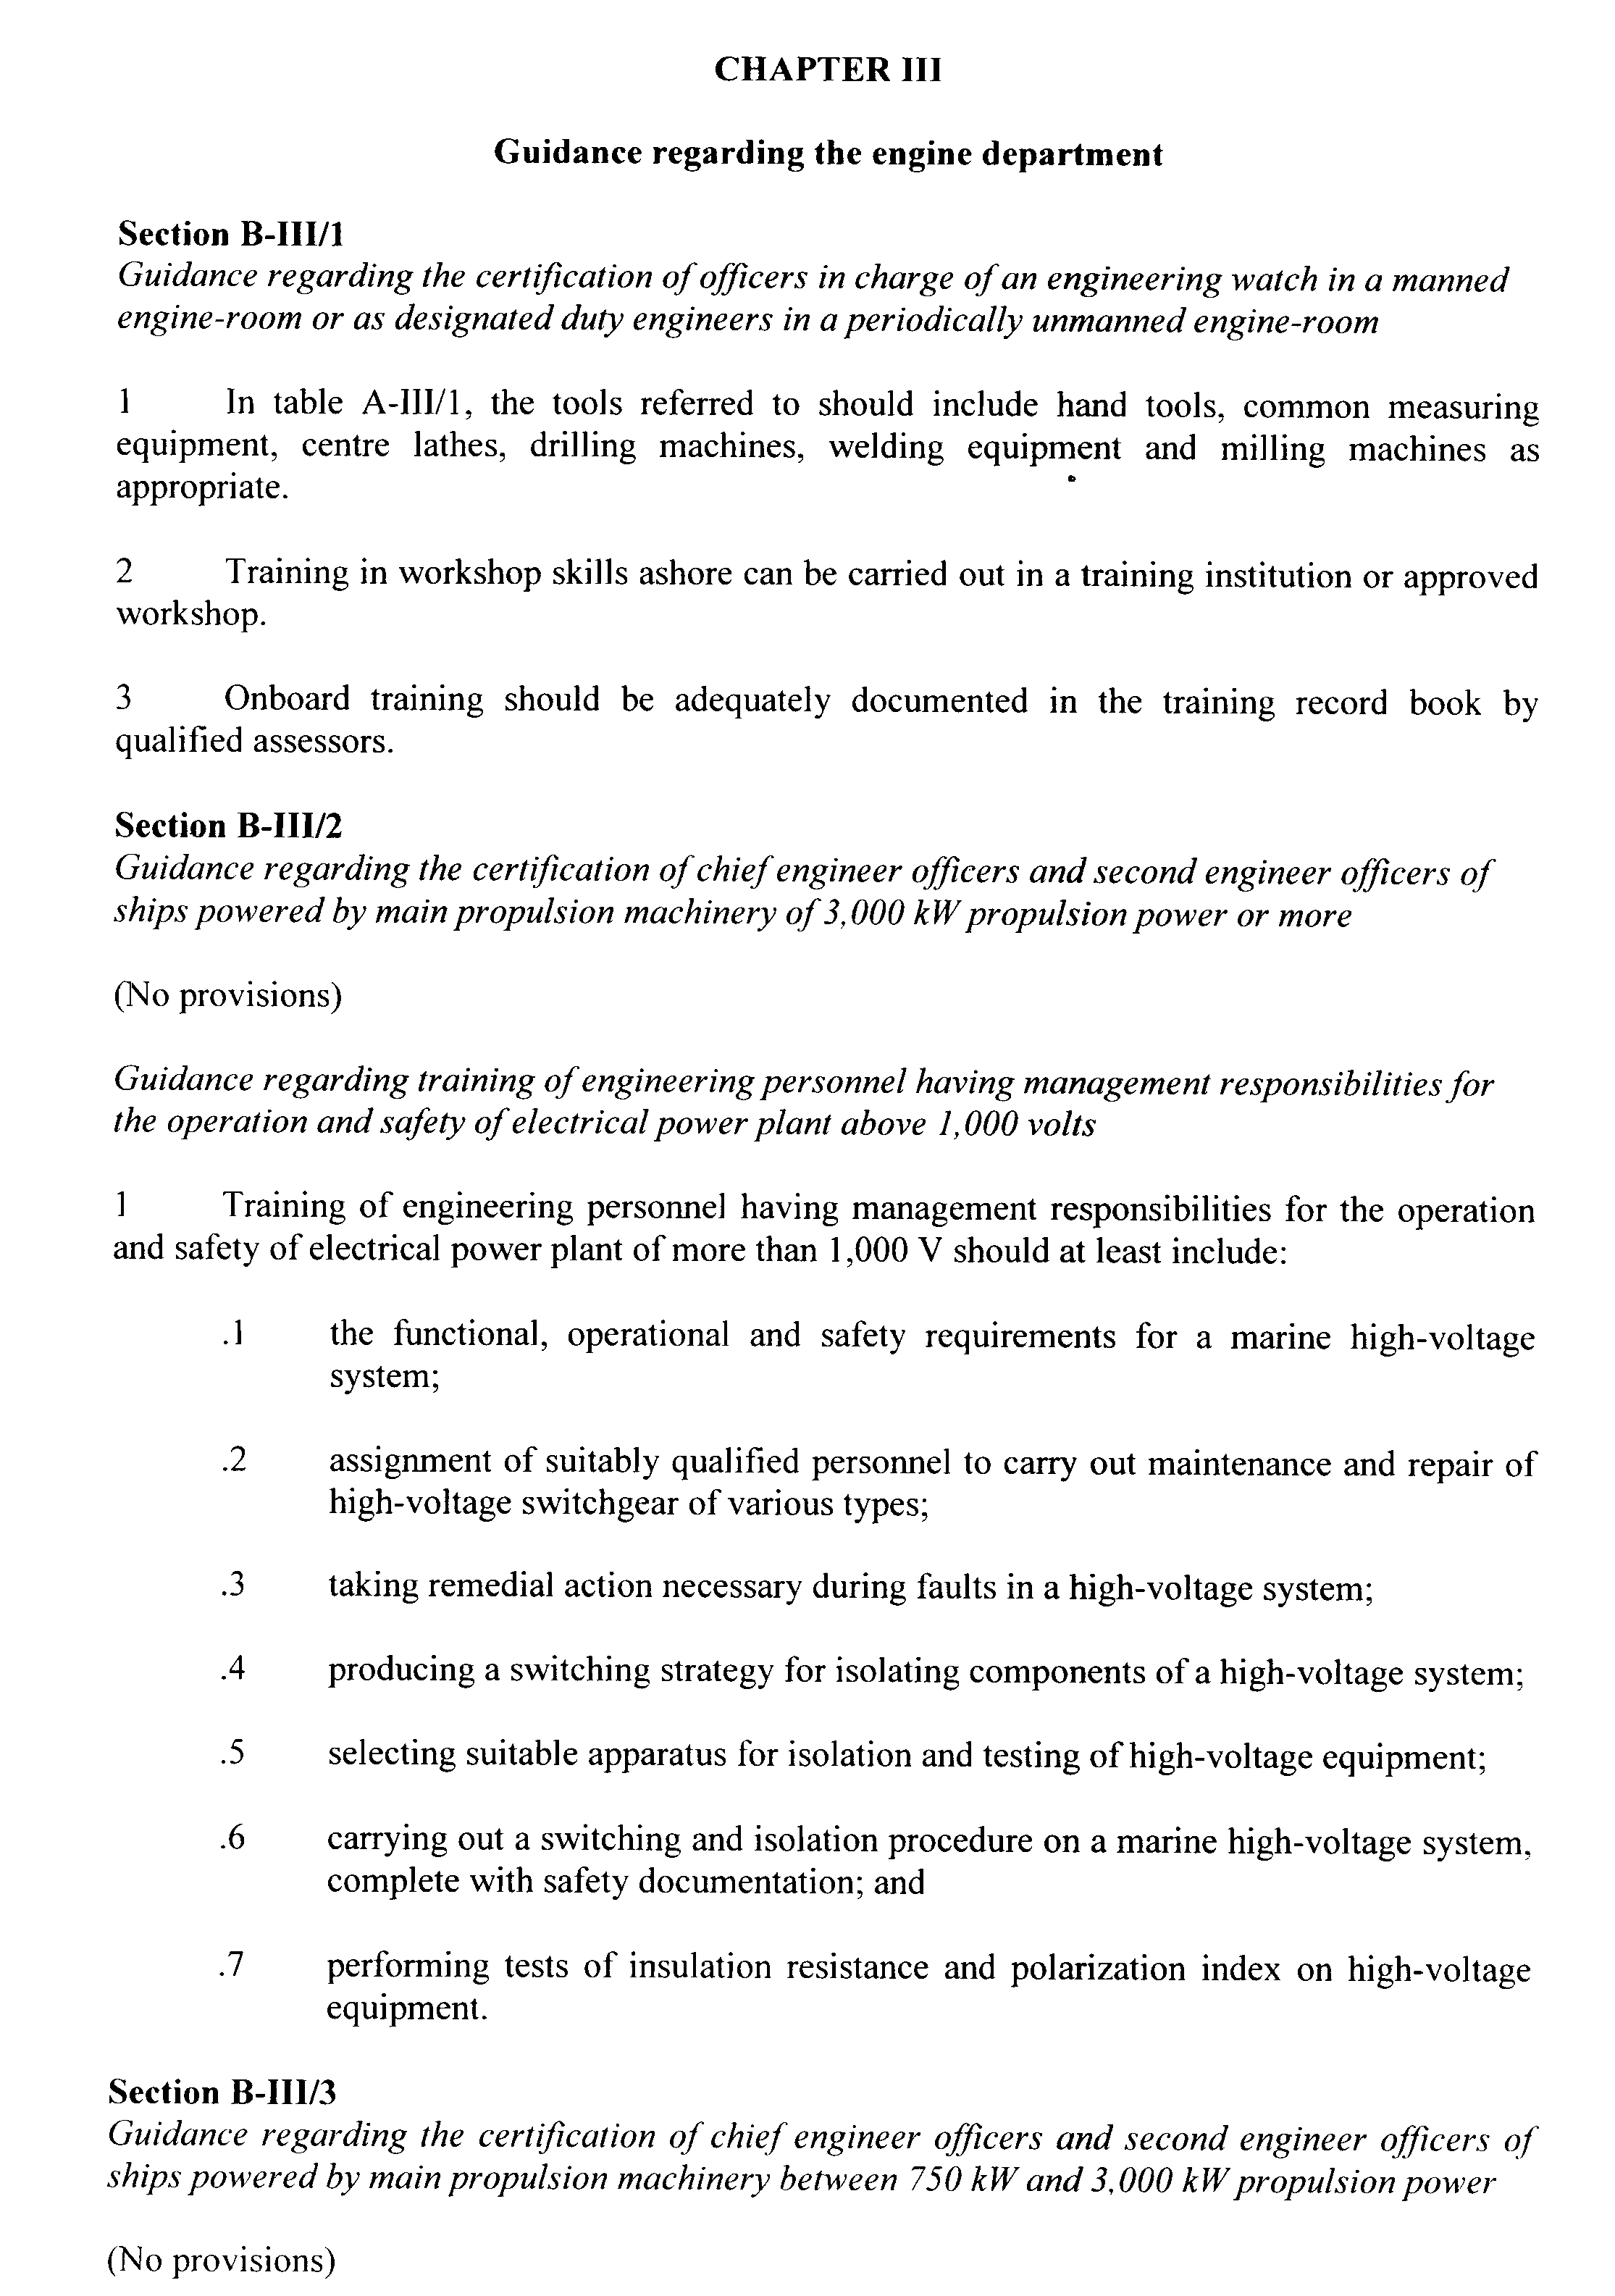 CHAPTER III
Guidance regarding the engine department
Section B-III/1
Guidance regarding the certification of officers in charge of an engineering watch in a manned
engine-room or as designated duty engineers in a periodically unmanned engine-room
1 In table A-III/1, the tools referred to should include hand tools, common measuring
equipment, centre lathes, drilling machines, welding equipment and milling machines as
appropriate.
2 Training in workshop skills ashore can be carried out in a training institution or approved
workshop.
3 Onboard training should be adequately documented in the training record book by
qualified assessors.
Section B-III/2
Guidance regarding the certification of chief engineer officers and second engineer officers of
ships powered by main propulsion machinery of 3,000 kW propulsion power or more
(No provisions)
Guidance regarding training of engineering personnel having management responsibilities for
the operation and safety of electrical power plant above 1,000 volts
1 Training of engineering personnel having management responsibilities for the operation
and safety of electrical power plant of more than 1,000 V should at least include:
.1 the functional, operational and safety requirements for a marine high-voltage
system;
.2 assignment of suitably qualified personnel to carry out maintenance and repair of
high-voltage switchgear of various types;
.3 taking remedial action necessary during faults in a high-voltage system;
.4 producing a switching strategy for isolating components of a high-voltage system;
.5 selecting suitable apparatus for isolation and testing of high-voltage equipment;
.6 carrying out a switching and isolation procedure on a marine high-voltage system,
complete with safety documentation; and
.7 performing tests of insulation resistance and polarization index on high-voltage
equipment.
Section B-III/3
Guidance regarding the certification of chief engineer officers and second engineer officers of
ships powered by main propulsion machinery between 750 kW and 3,000 kW propulsion power
(No provisions)